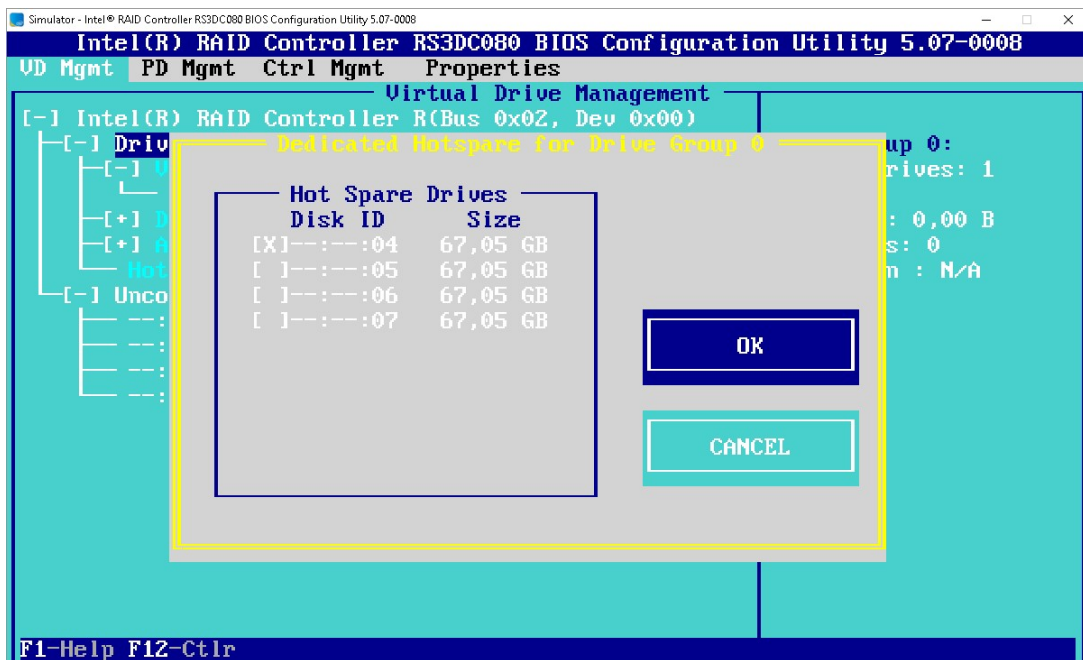 Simulator - Intel® RAID Controller RS3DC080 BIOS Configuration Utility 5.07-0008
Intel(R) RAID Controller RS3DC080 BIOS Configuration Utility 5.07-0008
VD Mgmt PD Mgmt Ctrl Mgmt Properties
Virtual Drive Management
[-] Intel(R) RAID Controller R(Bus 0x02, Dev 0x00)
[-] Driv
Dedicated Hotspare for Drive Group 0
up 0:
[-] V
rives: 1
Hot Spare Drives
Disk ID Size
[+] D
: 0,00 B
[X]--:--:04 67,05 GB
[+] A
s: 0
[ ]--:--:05 67,05 GB
Hot
n : N/A
[ ]--:--:06 67,05 GB
[-] Unco
[ ]--:--:07 67,05 GB
--:
--:
--:
--:
OK
CANCEL
F1-Help F12-Ctlr